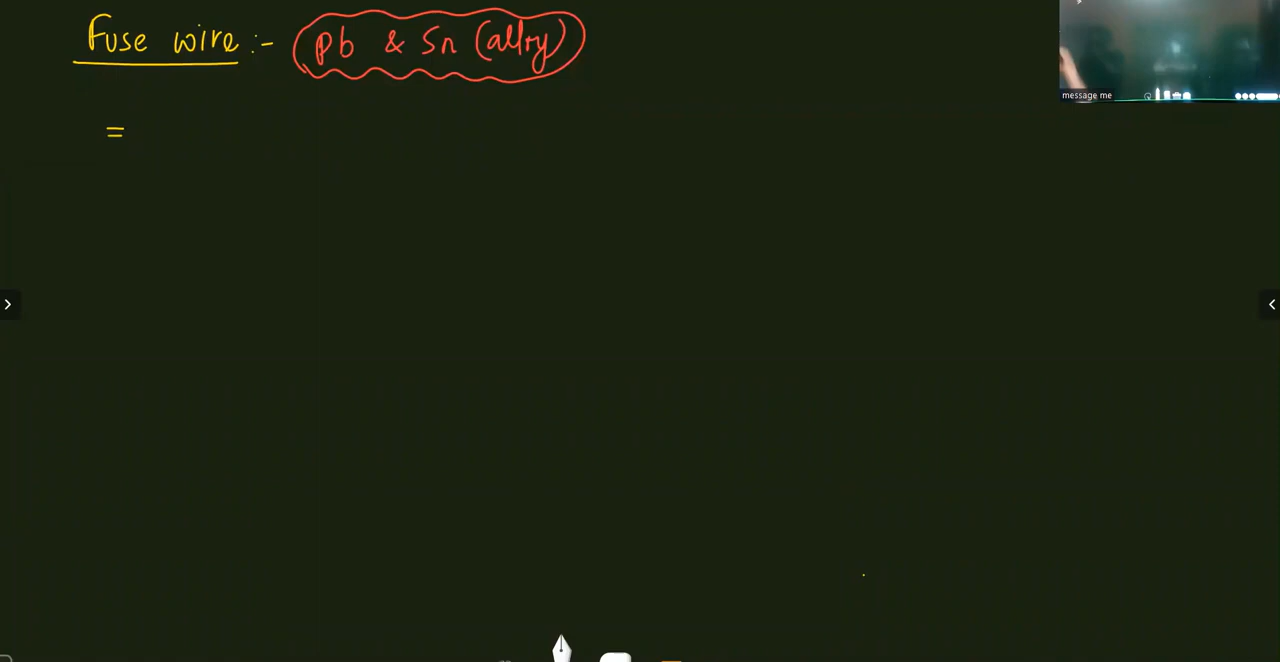 Fuse wire :- pb & Sn (alloy)
=
message me